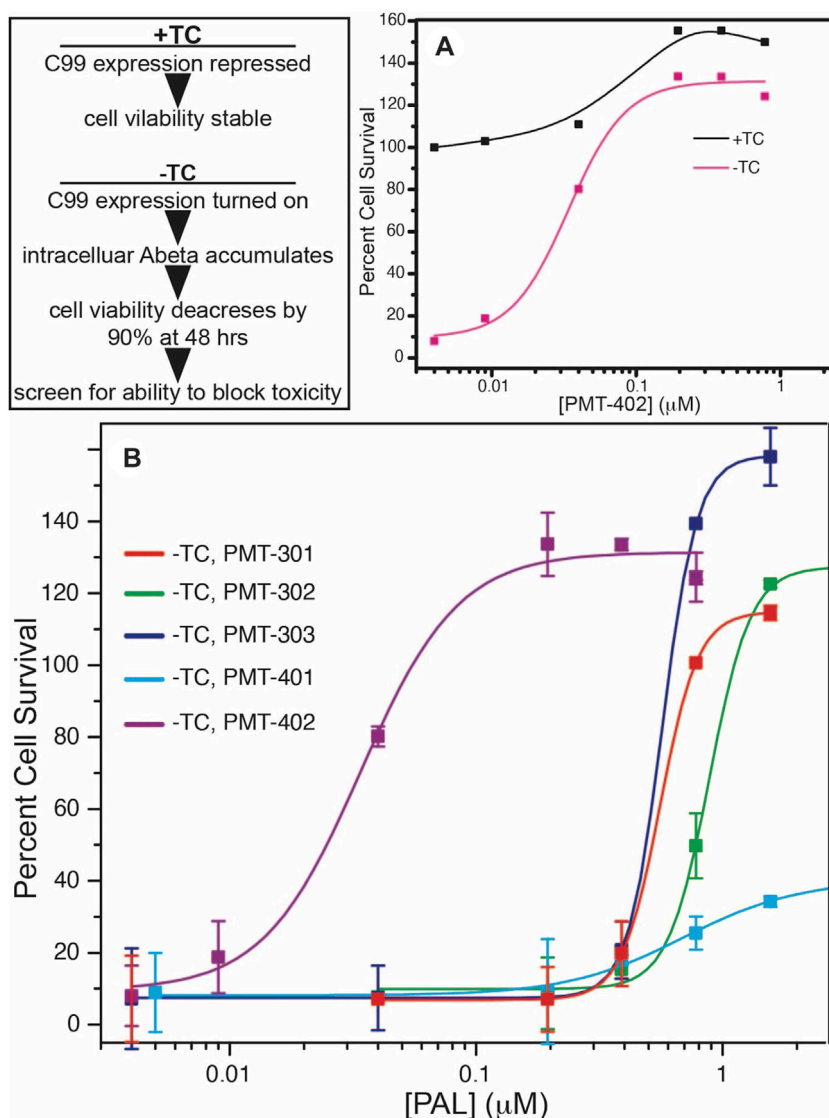 +TC
C99 expression repressed
cell vilability stable
-TC
C99 expression turned on
intracelluar Abeta accumulates
cell viability deacreses by
90% at 48 hrs
screen for ability to block toxicity
A
160
140
120
100
80
60
40
20
0
Percent Cell Survival
+TC
-TC
0.01
0.1
1
[PMT-402] (μM)
B
140
120
100
80
60
40
20
0
Percent Cell Survival
-TC, PMT-301
-TC, PMT-302
-TC, PMT-303
-TC, PMT-401
-TC, PMT-402
0.01
0.1
1
[PAL] (μM)